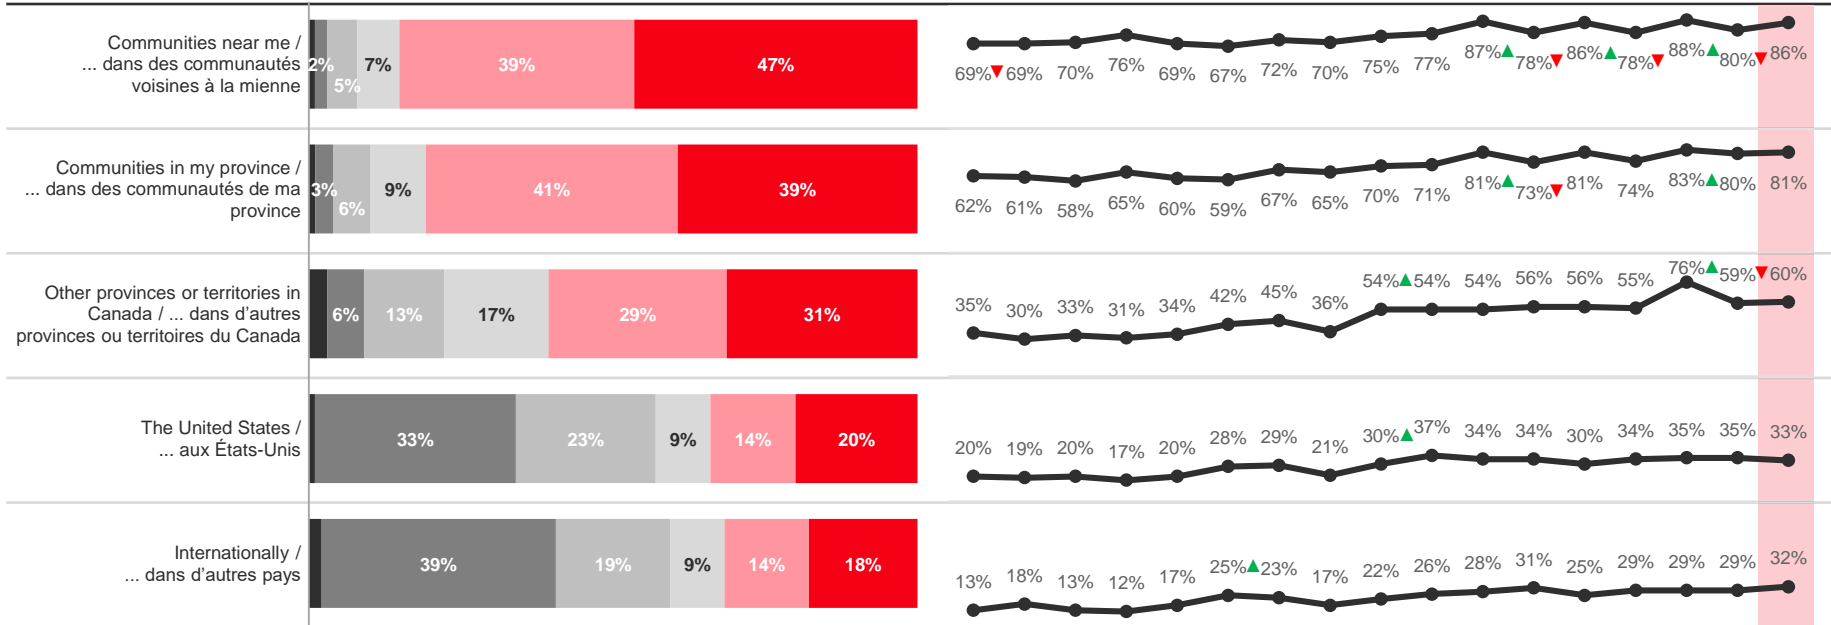 Communities near me /
... dans des communautés
voisines à la mienne
2% 5% 7% 39% 47%
69% 69% 70% 76% 69% 67% 72% 70% 75% 77% 87% 78% 86% 78% 88% 80% 86%
Communities in my province /
... dans des communautés de ma
province
3% 6% 9% 41% 39%
62% 61% 58% 65% 60% 59% 67% 65% 70% 71% 81% 73% 81% 74% 83% 80% 81%
Other provinces or territories in
Canada / ... dans d'autres
provinces ou territoires du Canada
6% 13% 17% 29% 31%
35% 30% 33% 31% 34% 42% 45% 36% 54% 54% 54% 56% 56% 55% 76% 59% 60%
The United States /
... aux États-Unis
33% 23% 9% 14% 20%
20% 19% 20% 17% 20% 28% 29% 21% 30% 37% 34% 34% 30% 34% 35% 35% 33%
Internationally /
... dans d'autres pays
39% 19% 9% 14% 18%
13% 18% 13% 12% 17% 25% 23% 17% 22% 26% 28% 31% 25% 29% 29% 29% 32%